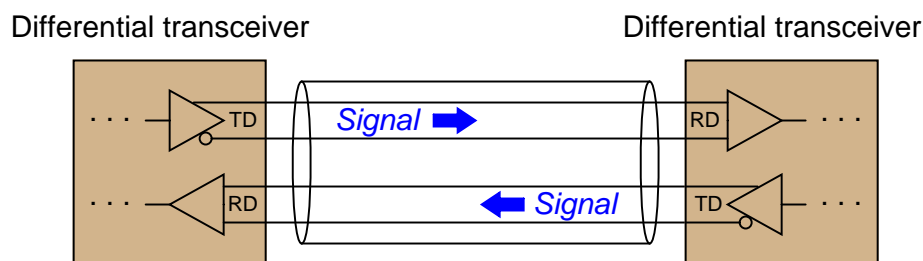 Differential transceiver Differential transceiver
. . . TD Signal RD . . .
. . . RD Signal TD . . .